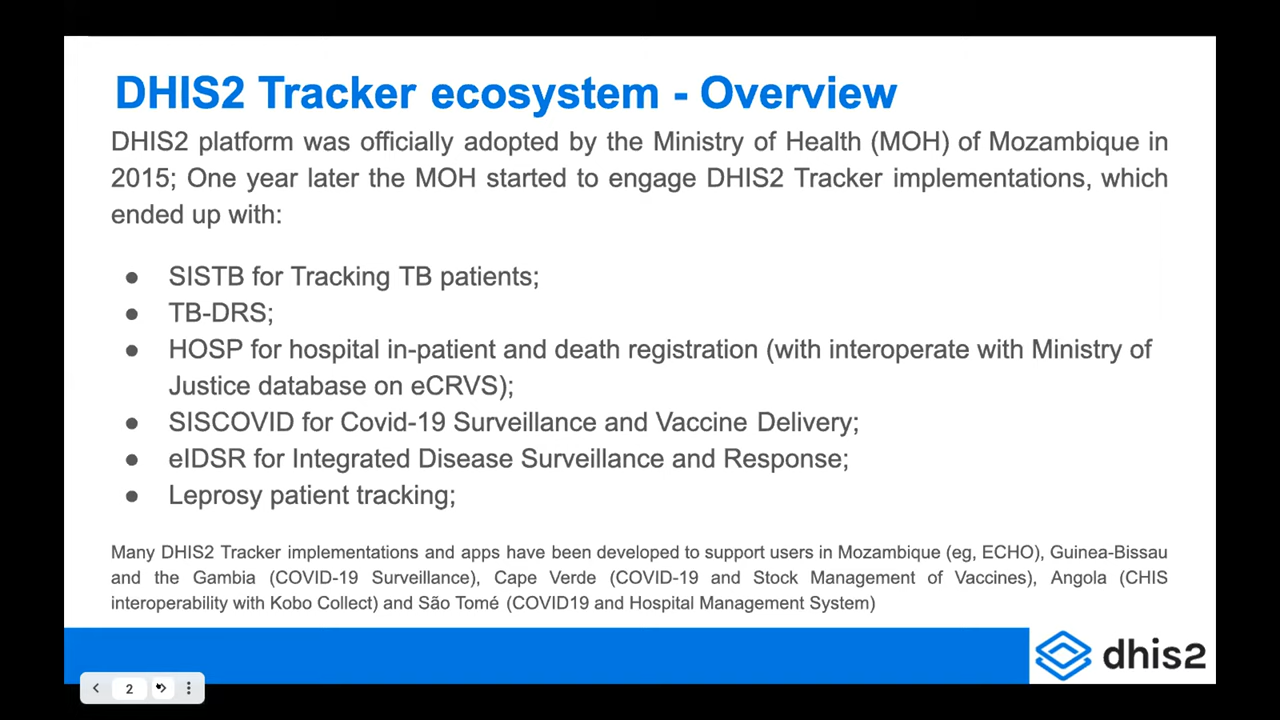 DHIS2 Tracker ecosystem - Overview
DHIS2 platform was officially adopted by the Ministry of Health (MOH) of Mozambique in
2015; One year later the MOH started to engage DHIS2 Tracker implementations, which
ended up with:
● SISTB for Tracking TB patients;
● TB-DRS;
● HOSP for hospital in-patient and death registration (with interoperate with Ministry of
Justice database on eCRVS);
● SISCOVID for Covid-19 Surveillance and Vaccine Delivery;
● eIDSR for Integrated Disease Surveillance and Response;
● Leprosy patient tracking;
Many DHIS2 Tracker implementations and apps have been developed to support users in Mozambique (eg, ECHO), Guinea-Bissau
and the Gambia (COVID-19 Surveillance), Cape Verde (COVID-19 and Stock Management of Vaccines), Angola (CHIS
interoperability with Kobo Collect) and São Tomé (COVID19 and Hospital Management System)
dhis2
2